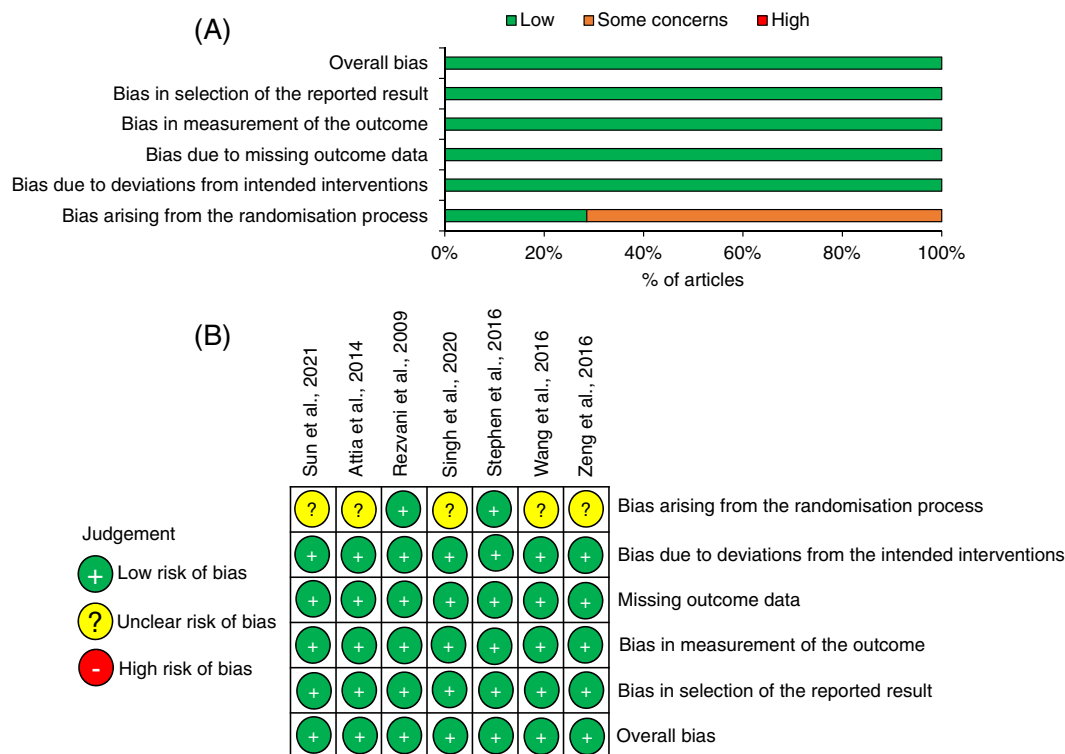 (A)
Low Some concerns High
Overall bias
Bias in selection of the reported result
Bias in measurement of the outcome
Bias due to missing outcome data
Bias due to deviations from intended interventions
Bias arising from the randomisation process
0% 20% 40% 60% 80% 100%
% of articles
(B)
Sun et al., 2021
Attia et al., 2014
Rezvani et al., 2009
Singh et al., 2020
Stephen et al., 2016
Wang et al., 2016
Zeng et al., 2016
? ? + ? + ? ? Bias arising from the randomisation process
+ + + + + + + Bias due to deviations from the intended interventions
+ + + + + + + Missing outcome data
+ + + + + + + Bias in measurement of the outcome
+ + + + + + + Bias in selection of the reported result
+ + + + + + + Overall bias
Judgement
+ Low risk of bias
? Unclear risk of bias
- High risk of bias